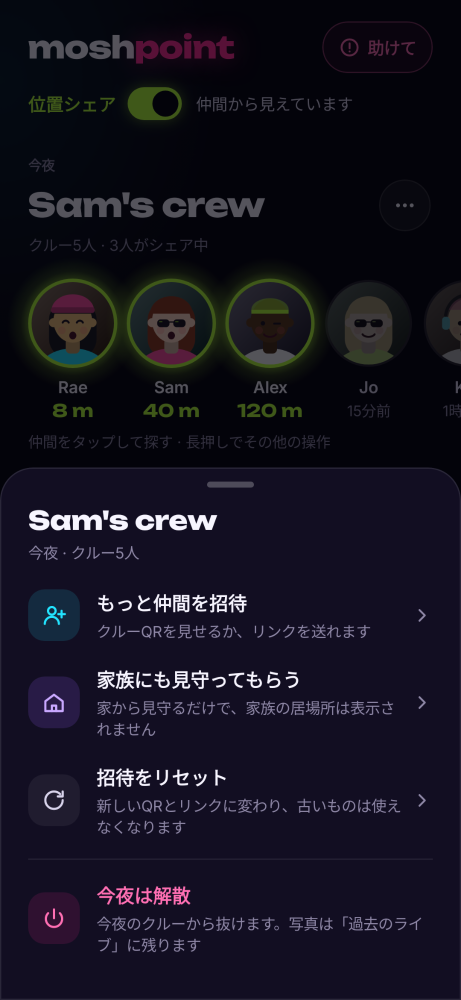 moshpoint
助けて
位置シェア
仲間から見えています
今夜
Sam's crew
クルー5人 · 3人がシェア中
Rae
Sam
Alex
Jo
8 m
40 m
120 m
15分前
1時
仲間をタップして探す · 長押しでその他の操作
Sam's crew
今夜 · クルー5人
もっと仲間を招待
クルーQRを見せるか、リンクを送れます
家族にも見守ってもらう
家から見守るだけで、家族の居場所は表示さ
れません
招待をリセット
新しいQRとリンクに変わり、古いものは使え
なくなります
今夜は解散
今夜のクルーから抜けます。写真は「過去のライ
ブ」に残ります